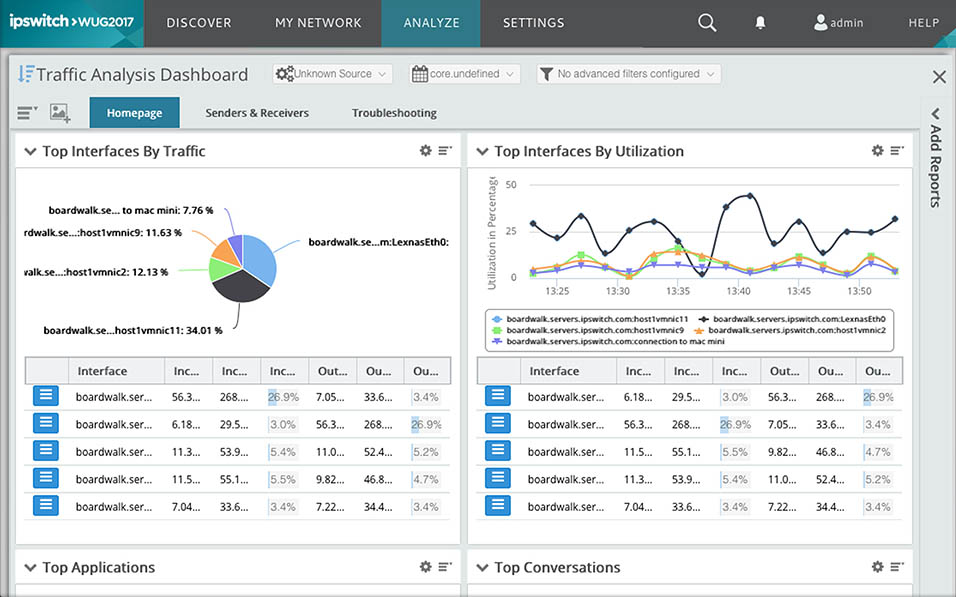 ipswitch WUG2017 DISCOVER MY NETWORK ANALYZE SETTINGS admin HELP
Traffic Analysis Dashboard Unknown Source core.undefined No advanced filters configured
Homepage Senders & Receivers Troubleshooting
Add Reports
Top Interfaces By Traffic
boardwalk.se... to mac mini: 7.76 %
rdwalk.se...:host1vmnic9: 11.63 %
boardwalk.se...m:LexnasEth0:
walk.se...:host1vmnic2: 12.13 %
boardwalk.se...host1vmnic11: 34.01 %
Interface Inc... Inc... Inc... Out... Ou... Ou...
boardwalk.ser... 56.3... 268.... 26.9% 7.05... 33.6... 3.4%
boardwalk.ser... 6.18... 29.5... 3.0% 56.3... 268.... 26.9%
boardwalk.ser... 11.3... 53.9... 5.4% 11.0... 52.4... 5.2%
boardwalk.ser... 11.5... 55.1... 5.5% 9.82... 46.8... 4.7%
boardwalk.ser... 7.04... 33.6... 3.4% 7.22... 34.4... 3.4%
Top Interfaces By Utilization
Utilization in Percentage
50
25
0
13:25 13:30 13:35 13:40 13:45 13:50
boardwalk.servers.ipswitch.com:host1vmnic11 boardwalk.servers.ipswitch.com:LexnasEth0
boardwalk.servers.ipswitch.com:host1vmnic9 boardwalk.servers.ipswitch.com:host1vmnic2
boardwalk.servers.ipswitch.com:connection to mac mini
Interface Inc... Inc... Inc... Out... Ou... Ou...
boardwalk.ser... 6.18... 29.5... 3.0% 56.3... 268.... 26.9%
boardwalk.ser... 56.3... 268.... 26.9% 7.05... 33.6... 3.4%
boardwalk.ser... 11.5... 55.1... 5.5% 9.82... 46.8... 4.7%
boardwalk.ser... 11.3... 53.9... 5.4% 11.0... 52.4... 5.2%
boardwalk.ser... 7.04... 33.6... 3.4% 7.22... 34.4... 3.4%
Top Applications
Top Conversations